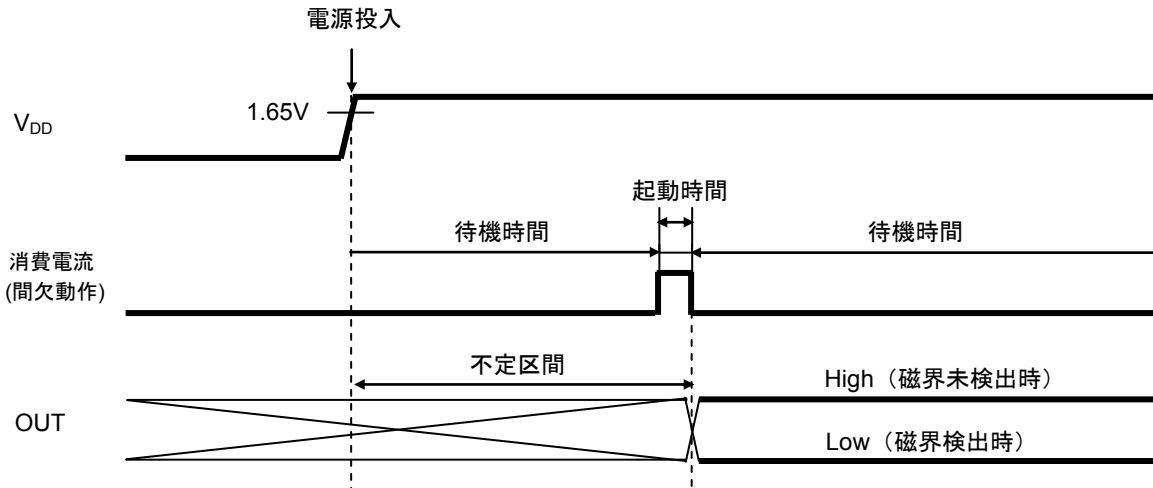 電源投入
1.65V
VDD
起動時間
待機時間
待機時間
消費電流
(間欠動作)
不定区間
High（磁界未検出時）
OUT
Low（磁界検出時）